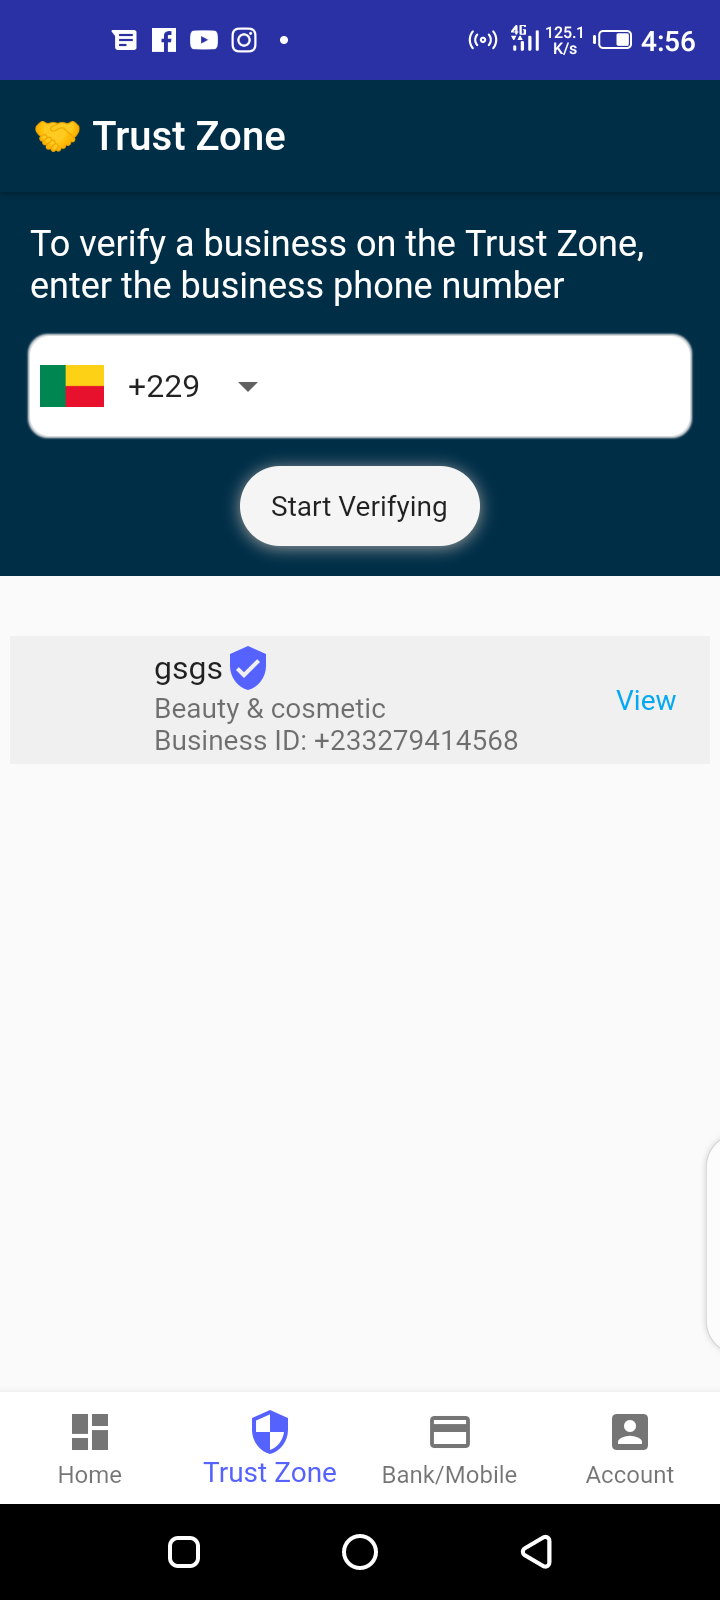 4G 125.1 K/s 4:56
🤝 Trust Zone
To verify a business on the Trust Zone,
enter the business phone number
+229
Start Verifying
gsgs
Beauty & cosmetic
Business ID: +233279414568
View
Home Trust Zone Bank/Mobile Account